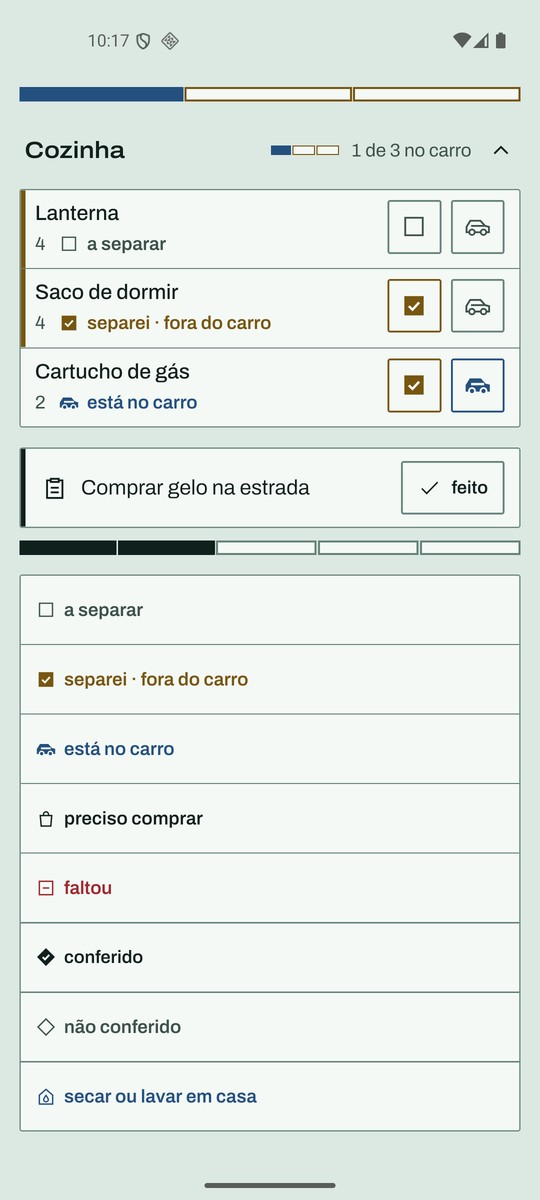 10:17
Cozinha
1 de 3 no carro
Lanterna
4 a separar
Saco de dormir
4 separei · fora do carro
Cartucho de gás
2 está no carro
Comprar gelo na estrada
feito
a separar
separei · fora do carro
está no carro
preciso comprar
faltou
conferido
não conferido
secar ou lavar em casa